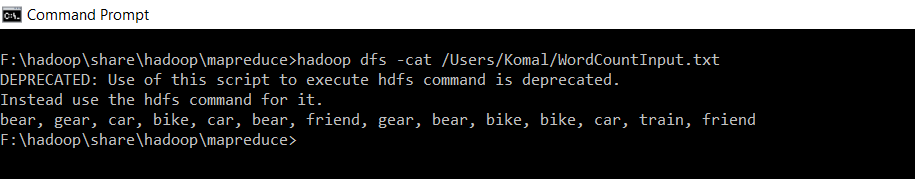 Command Prompt
F:\hadoop\share\hadoop\mapreduce>hadoop dfs -cat /Users/Komal/WordCountInput.txt
DEPRECATED: Use of this script to execute hdfs command is deprecated.
Instead use the hdfs command for it.
bear, gear, car, bike, car, bear, friend, gear, bear, bike, bike, car, train, friend
F:\hadoop\share\hadoop\mapreduce>